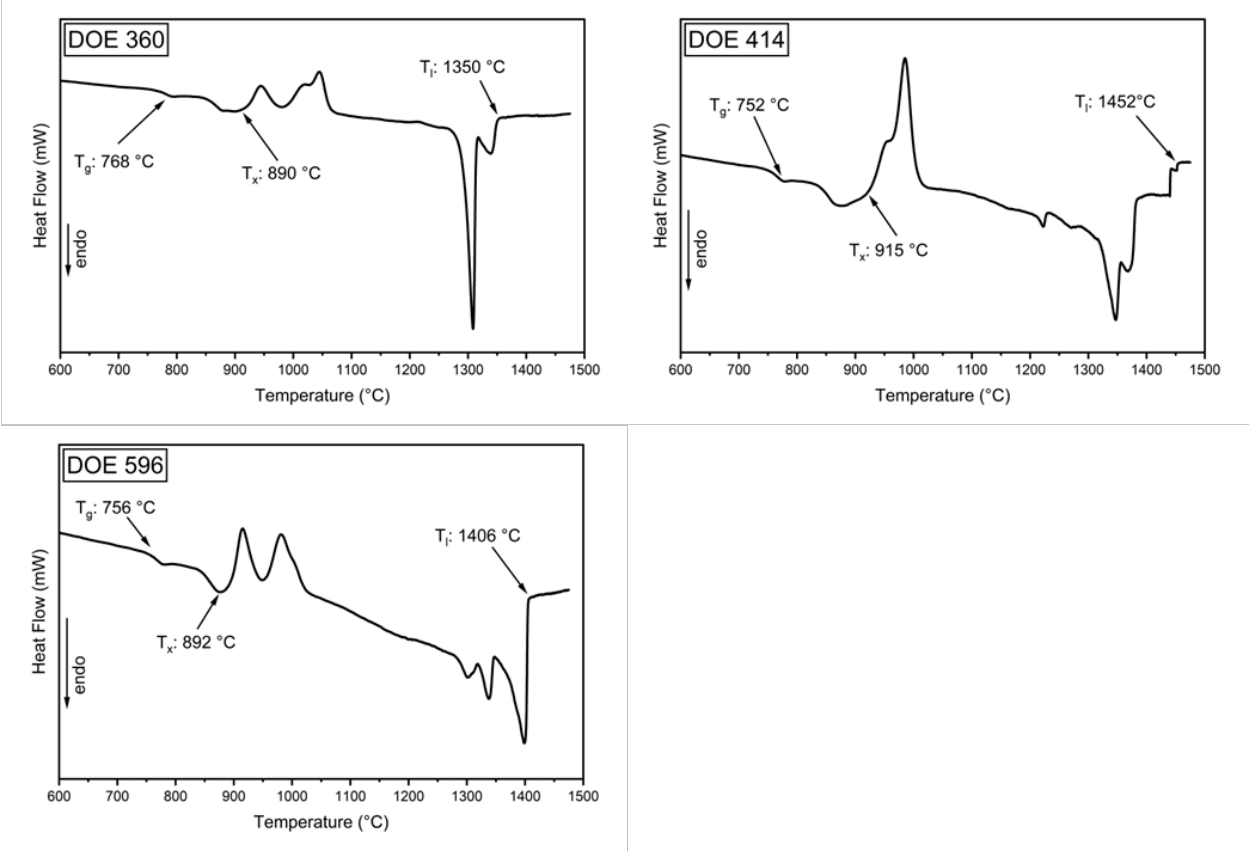 DOE 360
Tl: 1350 °C
Tg: 768 °C
Tx: 890 °C
Heat Flow (mW)
endo
600 700 800 900 1000 1100 1200 1300 1400 1500
Temperature (°C)
DOE 414
Tg: 752 °C
Tl: 1452°C
Tx: 915 °C
Heat Flow (mW)
endo
600 700 800 900 1000 1100 1200 1300 1400 1500
Temperature (°C)
DOE 596
Tg: 756 °C
Tl: 1406 °C
Tx: 892 °C
Heat Flow (mW)
endo
600 700 800 900 1000 1100 1200 1300 1400 1500
Temperature (°C)